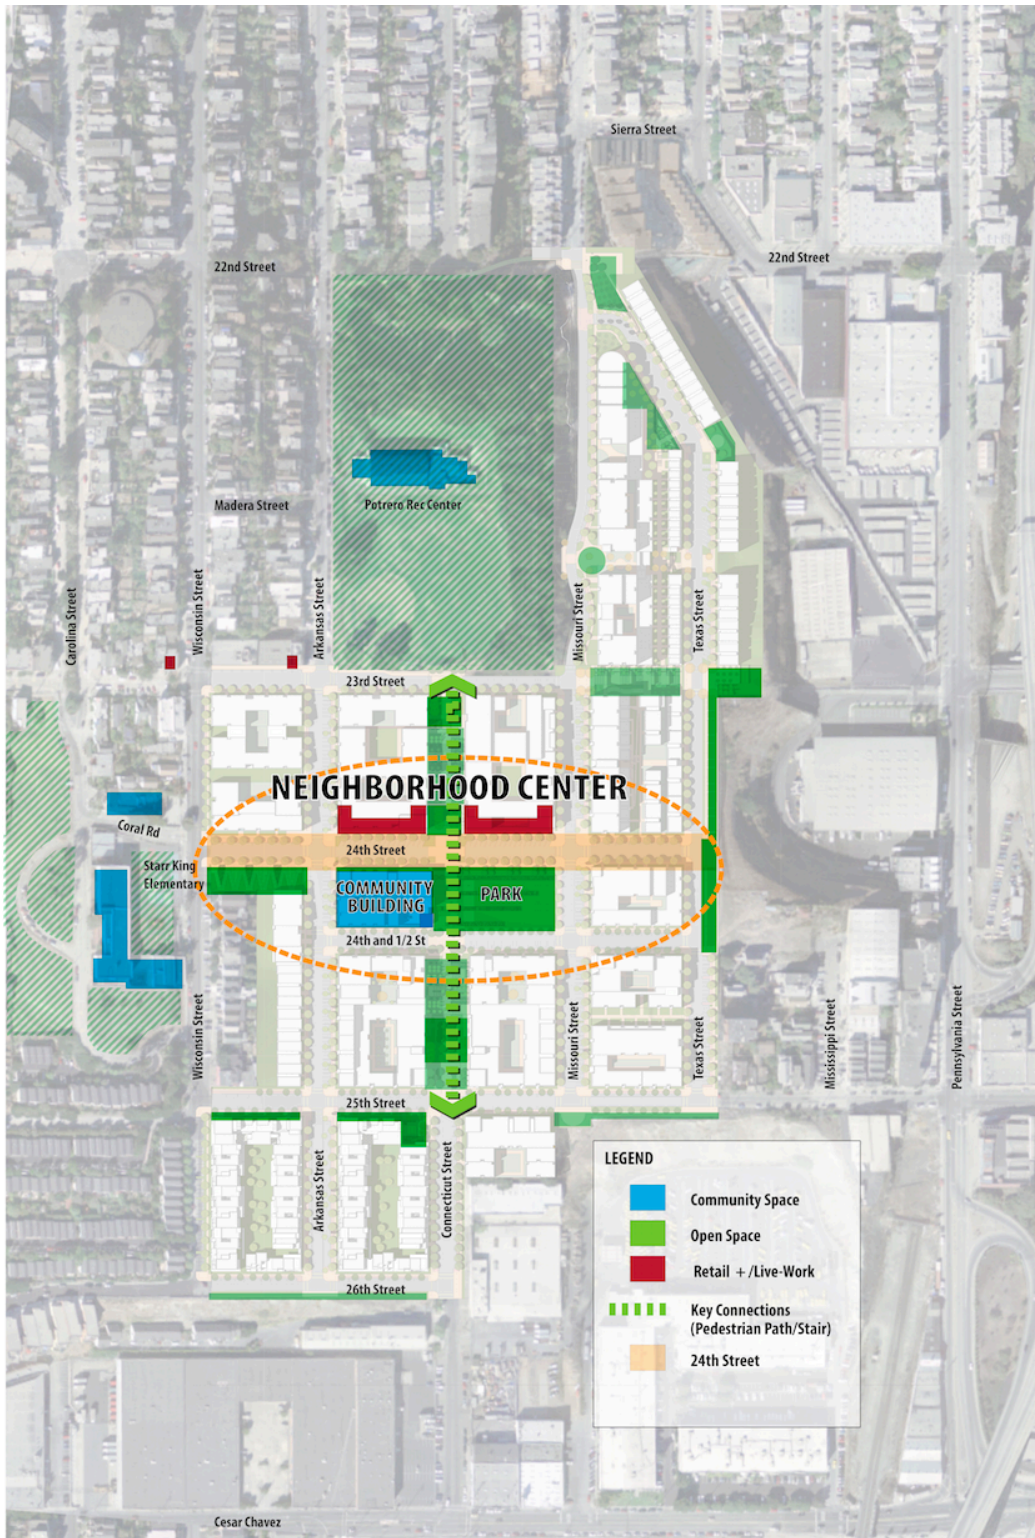 Sierra Street
22nd Street
22nd Street
Madera Street
Potrero Rec Center
Carolina Street
Wisconsin Street
Arkansas Street
Missouri Street
Texas Street
23rd Street
NEIGHBORHOOD CENTER
Coral Rd
24th Street
Starr King
Elementary
COMMUNITY
BUILDING
PARK
24th and 1/2 St
Wisconsin Street
Missouri Street
Texas Street
Mississippi Street
Pennsylvania Street
25th Street
Arkansas Street
Connecticut Street
26th Street
LEGEND
Community Space
Open Space
Retail + /Live-Work
Key Connections
(Pedestrian Path/Stair)
24th Street
Cesar Chavez